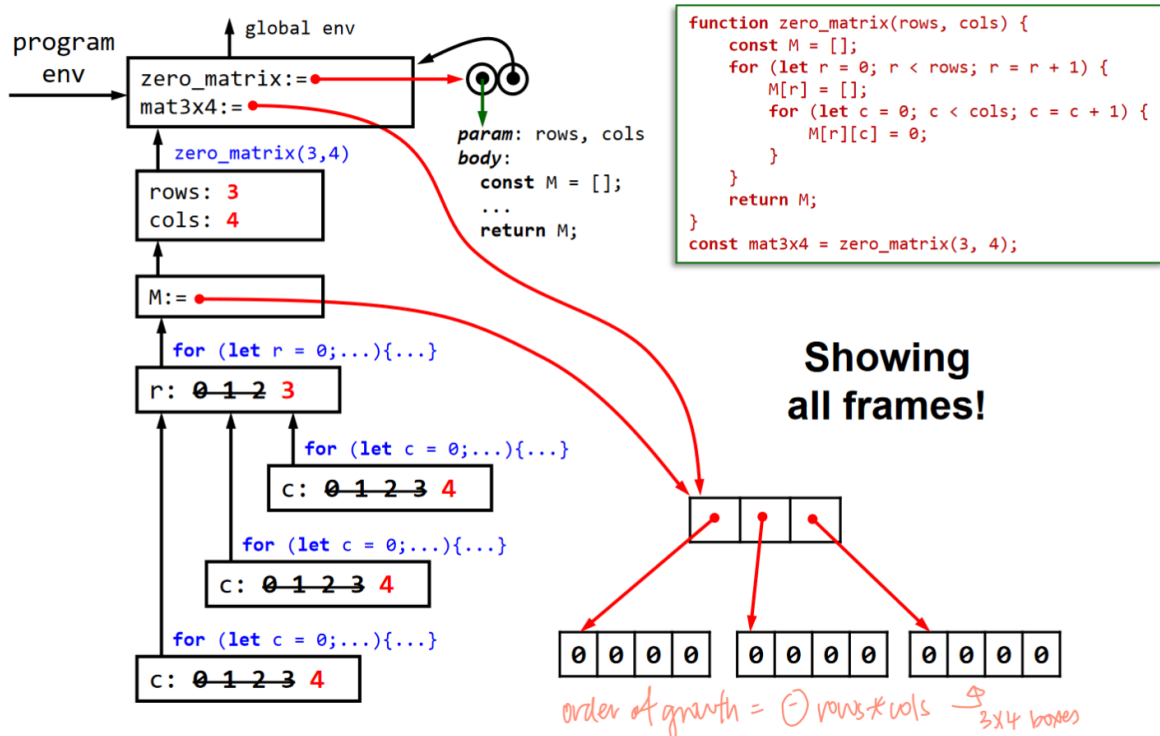 global env
program
env
zero_matrix:=
mat3x4:=
zero_matrix(3,4)
rows: 3
cols: 4
M:=
for (let r = 0;...){...}
r: 0 1 2 3
for (let c = 0;...){...}
c: 0 1 2 3 4
for (let c = 0;...){...}
c: 0 1 2 3 4
for (let c = 0;...){...}
c: 0 1 2 3 4
param: rows, cols
body:
const M = [];
...
return M;
function zero_matrix(rows, cols) {
const M = [];
for (let r = 0; r < rows; r = r + 1) {
M[r] = [];
for (let c = 0; c < cols; c = c + 1) {
M[r][c] = 0;
}
}
return M;
}
const mat3x4 = zero_matrix(3, 4);
Showing
all frames!
0 0 0 0
0 0 0 0
0 0 0 0
order of growth = Θ rows*cols
3x4 boxes